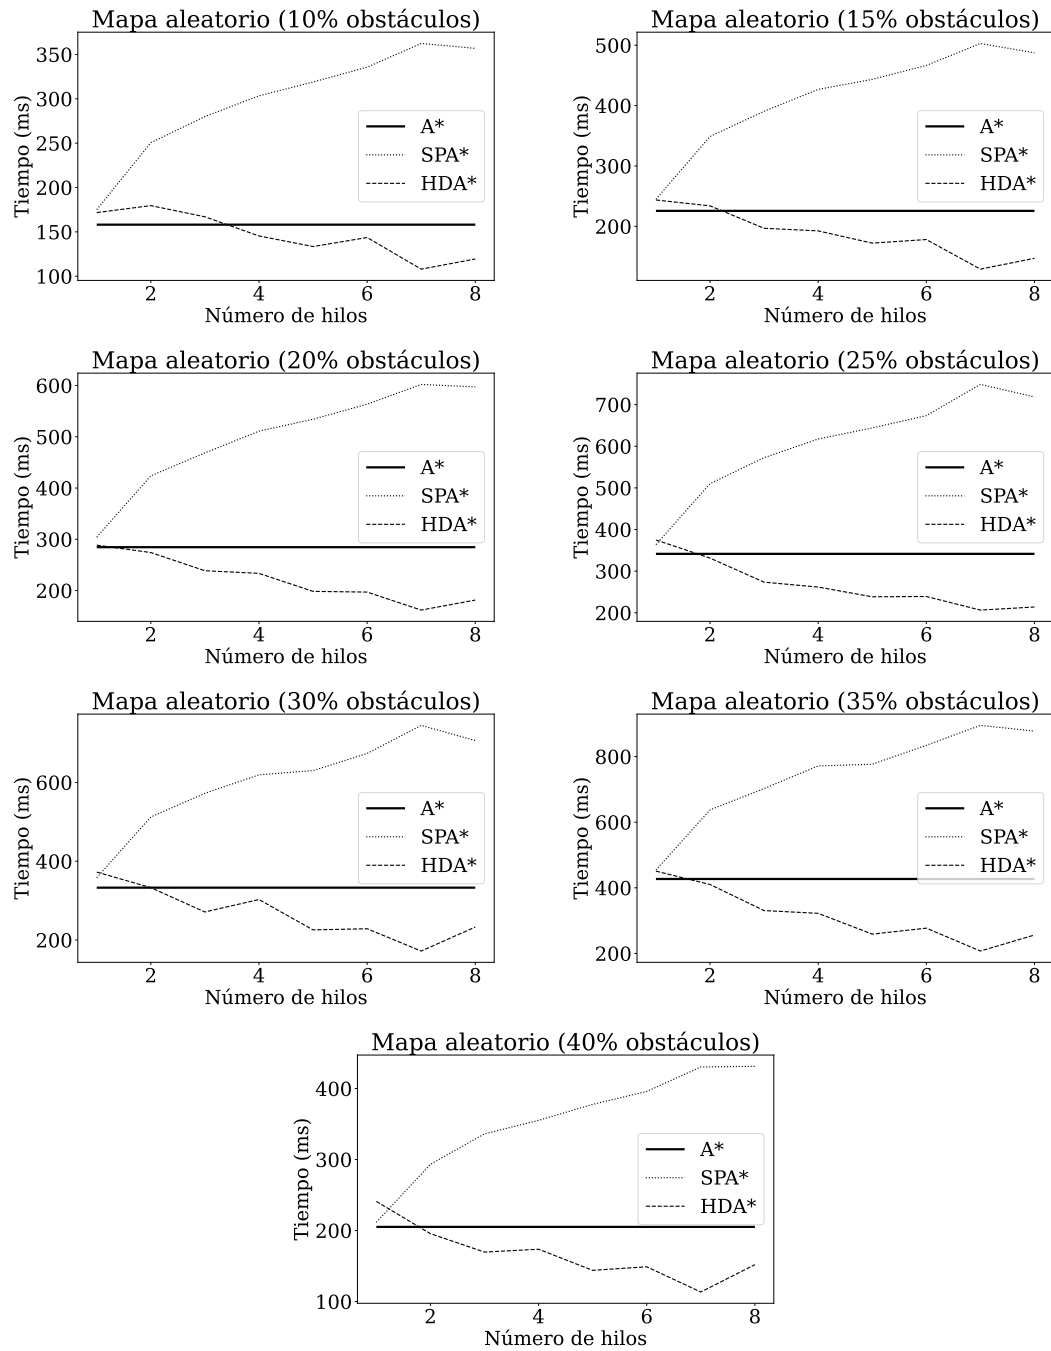 Mapa aleatorio (10% obstáculos)
350
300
250
200
150
100
Tiempo (ms)
A*
SPA*
HDA*
2 4 6 8
Número de hilos
Mapa aleatorio (15% obstáculos)
500
400
300
200
Tiempo (ms)
A*
SPA*
HDA*
2 4 6 8
Número de hilos
Mapa aleatorio (20% obstáculos)
600
500
400
300
200
Tiempo (ms)
A*
SPA*
HDA*
2 4 6 8
Número de hilos
Mapa aleatorio (25% obstáculos)
700
600
500
400
300
200
Tiempo (ms)
A*
SPA*
HDA*
2 4 6 8
Número de hilos
Mapa aleatorio (30% obstáculos)
600
400
200
Tiempo (ms)
A*
SPA*
HDA*
2 4 6 8
Número de hilos
Mapa aleatorio (35% obstáculos)
800
600
400
200
Tiempo (ms)
A*
SPA*
HDA*
2 4 6 8
Número de hilos
Mapa aleatorio (40% obstáculos)
400
300
200
100
Tiempo (ms)
A*
SPA*
HDA*
2 4 6 8
Número de hilos